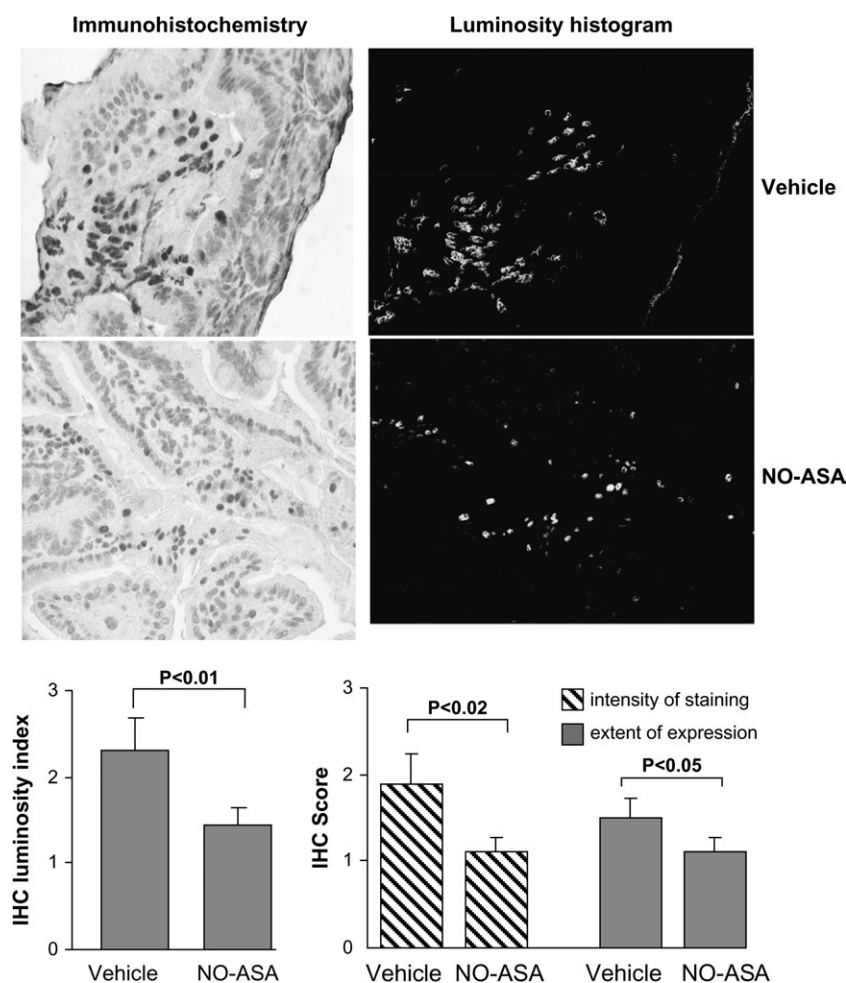 Immunohistochemistry
Luminosity histogram
Vehicle
NO-ASA
IHC luminosity index
3
2
1
0
P<0.01
Vehicle
NO-ASA
IHC Score
3
2
1
0
P<0.02
intensity of staining
extent of expression
P<0.05
Vehicle
NO-ASA
Vehicle
NO-ASA